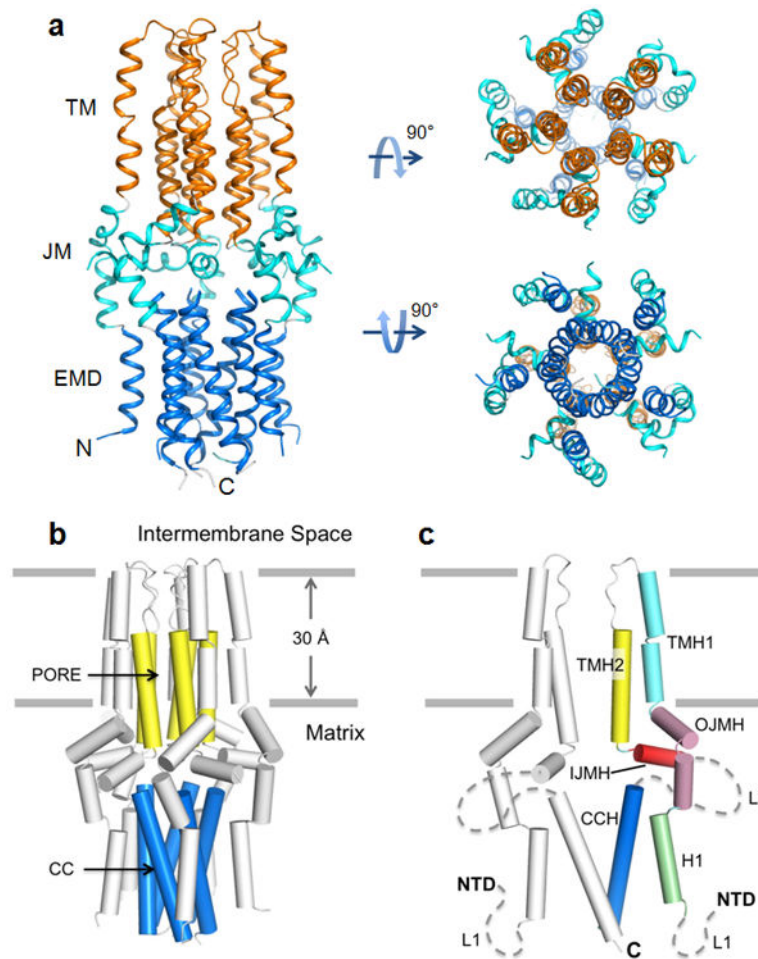 a
TM
JM
EMD
N
C
90°
90°
b
Intermembrane Space
30 Å
PORE
Matrix
CC
c
TMH1
TMH2
OJMH
IJMH
L
CCH
H1
NTD
NTD
L1
L1
C